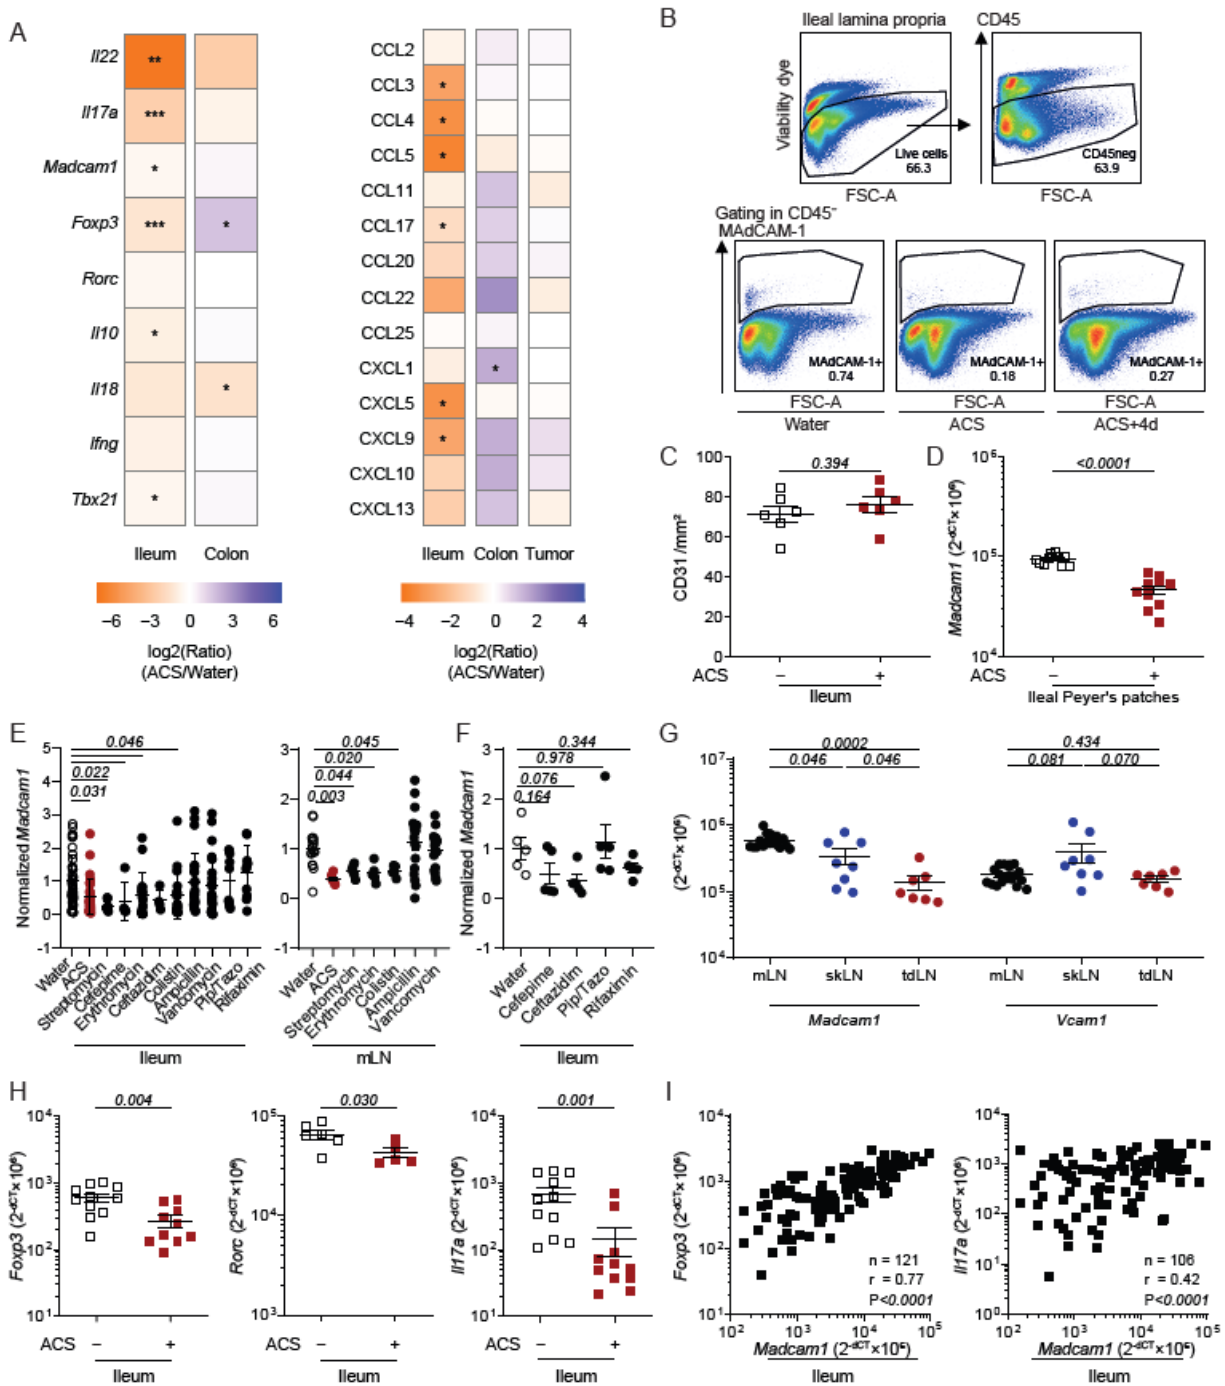 A
Il22
**
Il17a
***
Madcam1
*
Foxp3
***
*
Rorc
Il10
*
Il18
*
Ifng
Tbx21
*
Ileum Colon
−6 −3 0 3 6
log2(Ratio)
(ACS/Water)
CCL2
CCL3
*
CCL4
*
CCL5
*
CCL11
CCL17
*
CCL20
CCL22
CCL25
CXCL1
*
CXCL5
*
CXCL9
*
CXCL10
CXCL13
Ileum Colon Tumor
−4 −2 0 2 4
log2(Ratio)
(ACS/Water)
B
Ileal lamina propria
CD45
Viability dye
Live cells
66.3
CD45neg
63.9
FSC-A
FSC-A
Gating in CD45⁻
MAdCAM-1
MAdCAM-1+
0.74
MAdCAM-1+
0.18
MAdCAM-1+
0.27
FSC-A FSC-A FSC-A
Water ACS ACS+4d
C
0.394
CD31 /mm²
100
80
60
40
20
0
ACS − +
Ileum
D
<0.0001
Madcam1 (2^-dCT×10⁶)
10⁶
10⁵
10⁴
ACS − +
Ileal Peyer's patches
E
Normalized Madcam1
0.046
0.022
0.031
5
4
3
2
1
0
-1
Water
ACS
Streptomycin
Cefepime
Erythromycin
Ceftazidim
Colistin
Ampicillin
Vancomycin
Pip/Tazo
Rifaximin
Ileum
0.045
0.020
0.044
0.003
3
2
1
0
-1
Water
ACS
Streptomycin
Erythromycin
Colistin
Ampicillin
Vancomycin
mLN
F
Normalized Madcam1
0.344
0.978
0.076
0.164
3
2
1
0
-1
Water
Cefepime
Ceftazidim
Pip/Tazo
Rifaximin
Ileum
G
(2^-dCT×10⁶)
0.0002
0.046 0.046
0.434
0.081 0.070
10⁷
10⁶
10⁵
10⁴
mLN skLN tdLN mLN skLN tdLN
Madcam1 Vcam1
H
0.004
Foxp3 (2^-dCT×10⁶)
10⁴
10³
10²
10¹
ACS − +
Ileum
0.030
Rorc (2^-dCT×10⁶)
10⁵
10⁴
10³
− +
Ileum
0.001
Il17a (2^-dCT×10⁶)
10⁴
10³
10²
10¹
− +
Ileum
I
Foxp3 (2^-dCT×10⁶)
10⁴
10³
10²
10¹
n = 121
r = 0.77
P<0.0001
10² 10³ 10⁴ 10⁵
Madcam1 (2^-dCT×10⁶)
Ileum
Il17a (2^-dCT×10⁶)
10⁴
10³
10²
10¹
10⁰
n = 106
r = 0.42
P<0.0001
10² 10³ 10⁴ 10⁵
Madcam1 (2^-dCT×10⁶)
Ileum